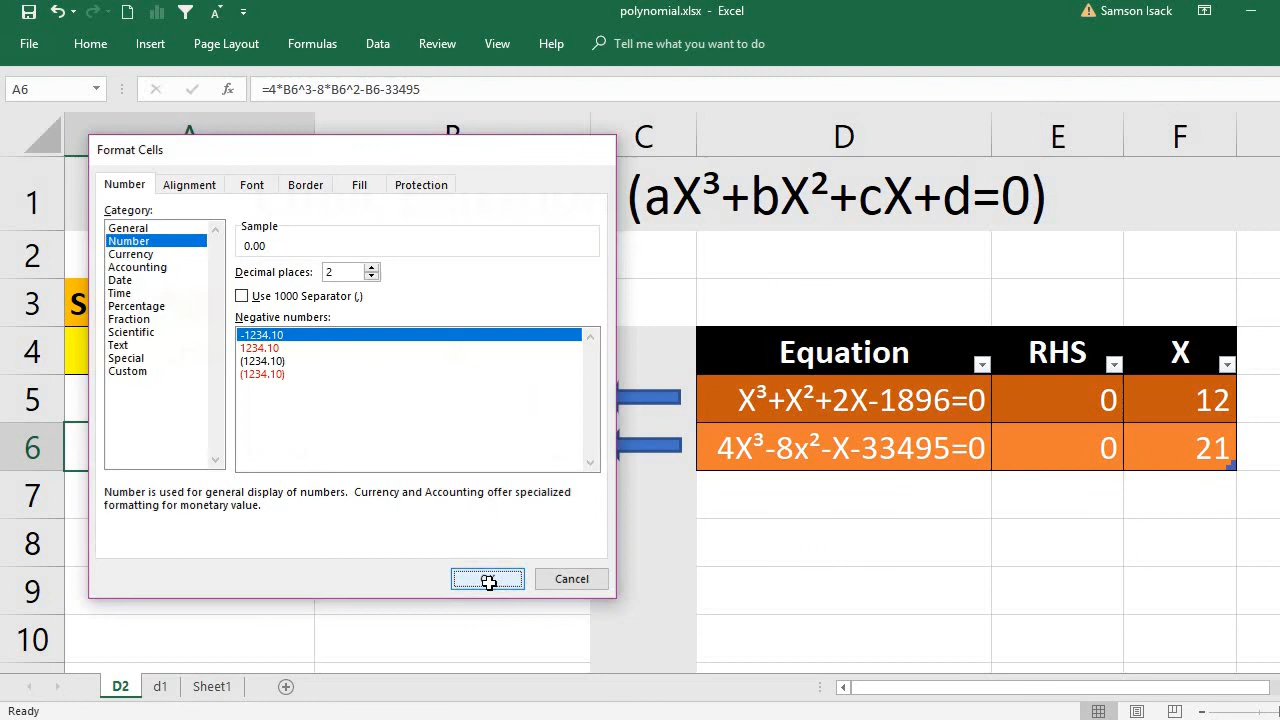 polynomial.xlsx - Excel
Samson Isack
File Home Insert Page Layout Formulas Data Review View Help Tell me what you want to do
A6 fx =4*B6^3-8*B6^2-B6-33495
C D E F
Format Cells
Number Alignment Font Border Fill Protection
Category:
General
Number
Currency
Accounting
Date
Time
Percentage
Fraction
Scientific
Text
Special
Custom
Sample
0.00
Decimal places: 2
Use 1000 Separator (,)
Negative numbers:
-1234.10
1234.10
(1234.10)
(1234.10)
Number is used for general display of numbers. Currency and Accounting offer specialized
formatting for monetary value.
Cancel
1 (aX³+bX²+cX+d=0)
2
3 S
4 Equation RHS X
5 X³+X²+2X-1896=0 0 12
6 4X³-8x²-X-33495=0 0 21
7
8
9
10
D2 d1 Sheet1
Ready